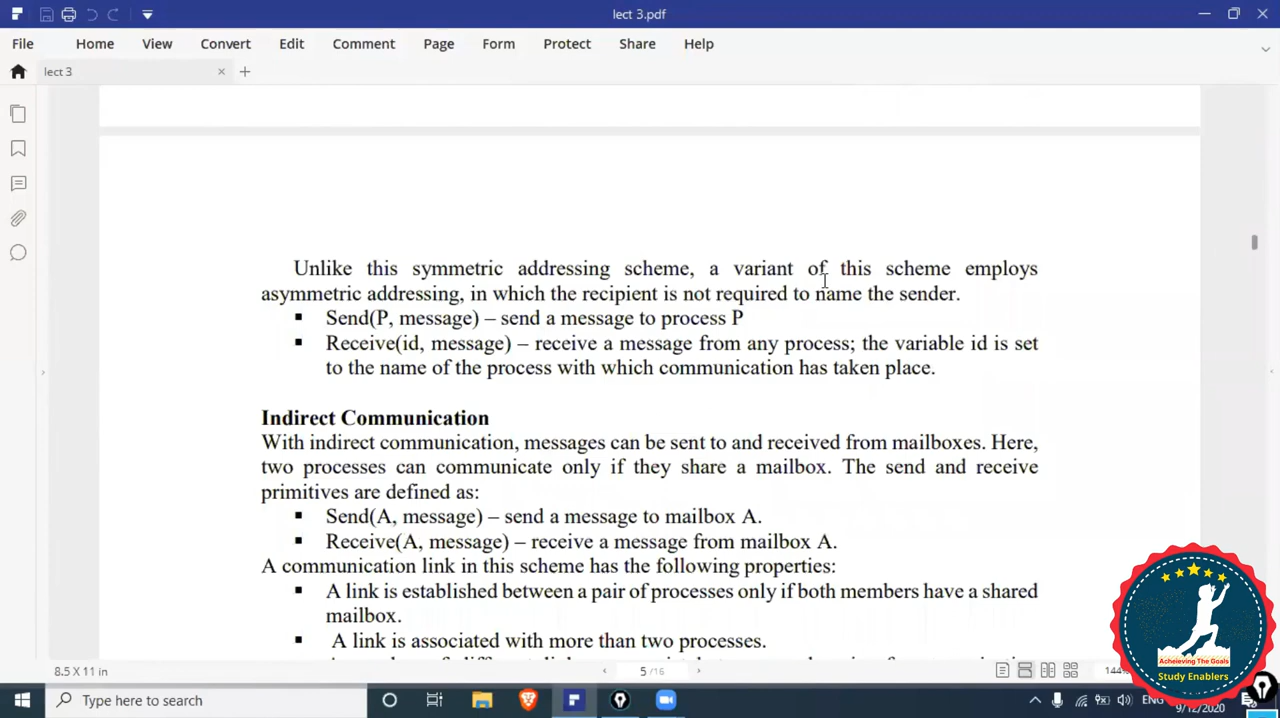 lect 3.pdf
File Home View Convert Edit Comment Page Form Protect Share Help
lect 3
Unlike this symmetric addressing scheme, a variant of this scheme employs
asymmetric addressing, in which the recipient is not required to name the sender.
▪ Send(P, message) – send a message to process P
▪ Receive(id, message) – receive a message from any process; the variable id is set
to the name of the process with which communication has taken place.
Indirect Communication
With indirect communication, messages can be sent to and received from mailboxes. Here,
two processes can communicate only if they share a mailbox. The send and receive
primitives are defined as:
▪ Send(A, message) – send a message to mailbox A.
▪ Receive(A, message) – receive a message from mailbox A.
A communication link in this scheme has the following properties:
▪ A link is established between a pair of processes only if both members have a shared
mailbox.
▪ A link is associated with more than two processes.
Acheieving The Goals
Study Enablers
8.5 X 11 in
5 /16
144
Type here to search
ENG
9/12/2020